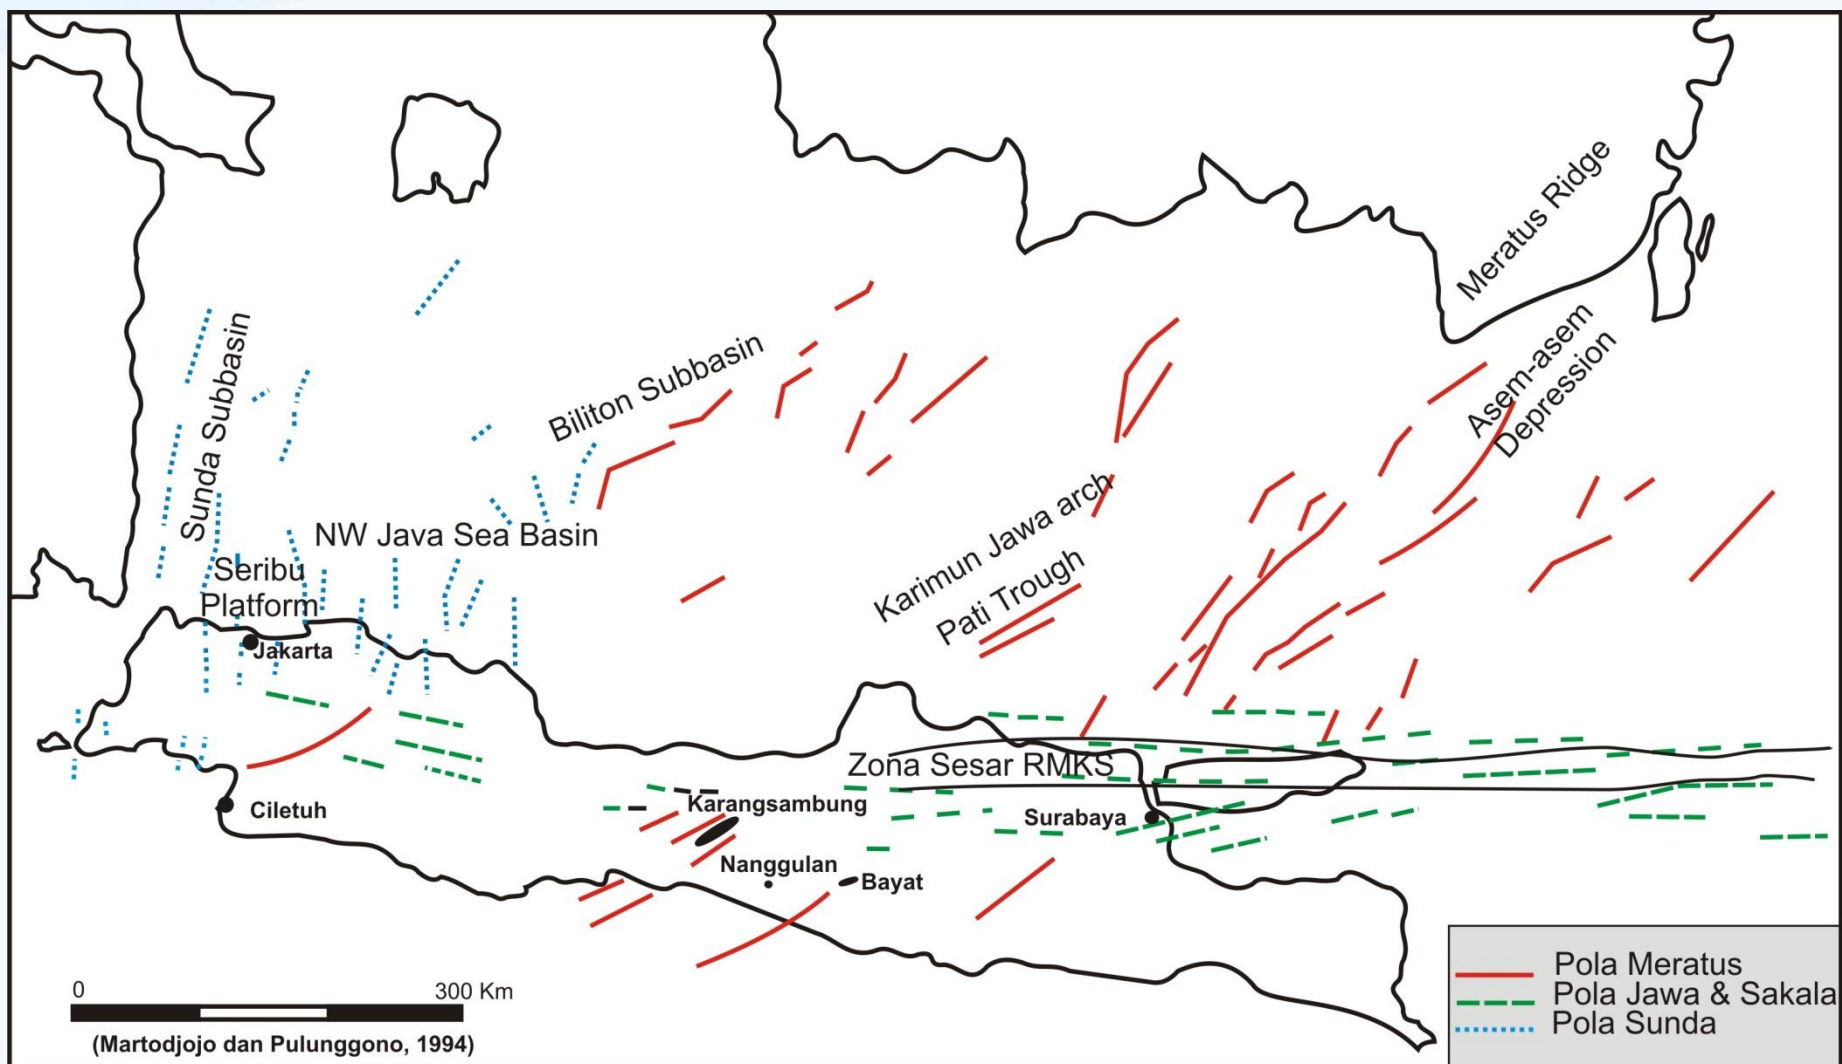 Meratus Ridge
Asem-asem
Depression
Biliton Subbasin
Sunda Subbasin
NW Java Sea Basin
Karimun Jawa arch
Pati Trough
Seribu
Platform
Jakarta
Zona Sesar RMKS
Karangsambung
Ciletuh
Surabaya
Nanggulan
Bayat
0
300 Km
(Martodjojo dan Pulunggono, 1994)
Pola Meratus
Pola Jawa & Sakala
Pola Sunda